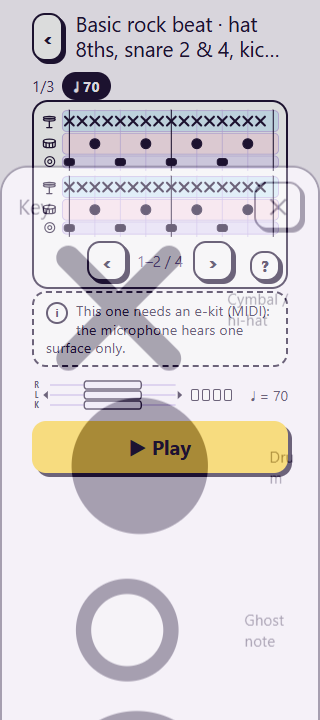 ‹ Basic rock beat · hat
8ths, snare 2 & 4, kic…
1/3 ♩ 70
Key
‹ 1–2 / 4 › ?
Cymbal /
hi-hat
i This one needs an e-kit (MIDI):
the microphone hears one
surface only.
R
L
K
♩ = 70
▶ Play
Dru
m
Ghost
note